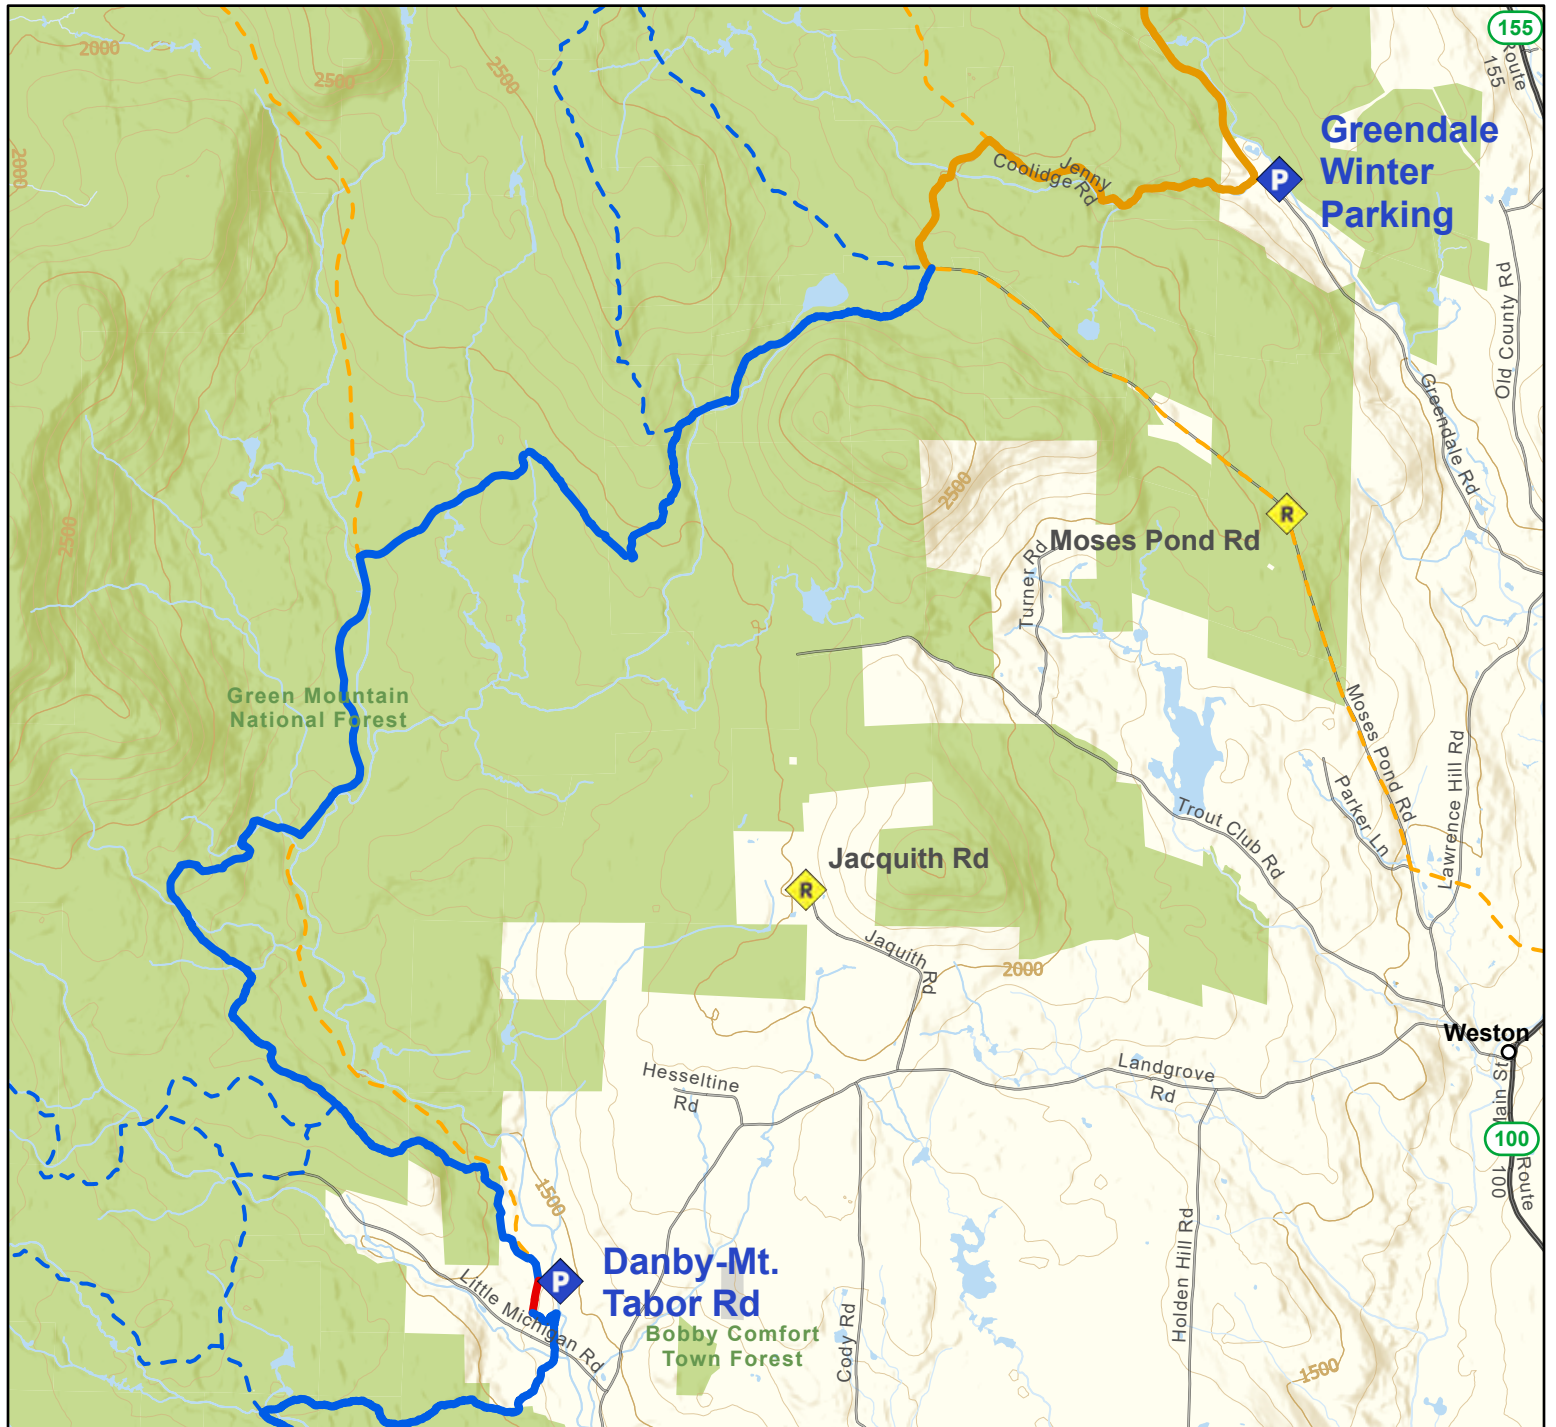 155
Route
155
2000
2500
2500
2000
Greendale
Winter
Parking
P
Jenny
Coolidge Rd
Old County Rd
Greendale Rd
2500
2500
R
Moses Pond Rd
Turner Rd
Green Mountain
National Forest
Moses Pond Rd
Lawrence Hill Rd
Parker Ln
Trout Club Rd
Jacquith Rd
R
Jaquith
Rd
2000
Weston
Hesseltine
Rd
Landgrove
Rd
Main St
100
Route
100
1500
Holden Hill Rd
Danby-Mt.
Tabor Rd
P
Little Michigan Rd
Bobby Comfort
Town Forest
Cody Rd
1500